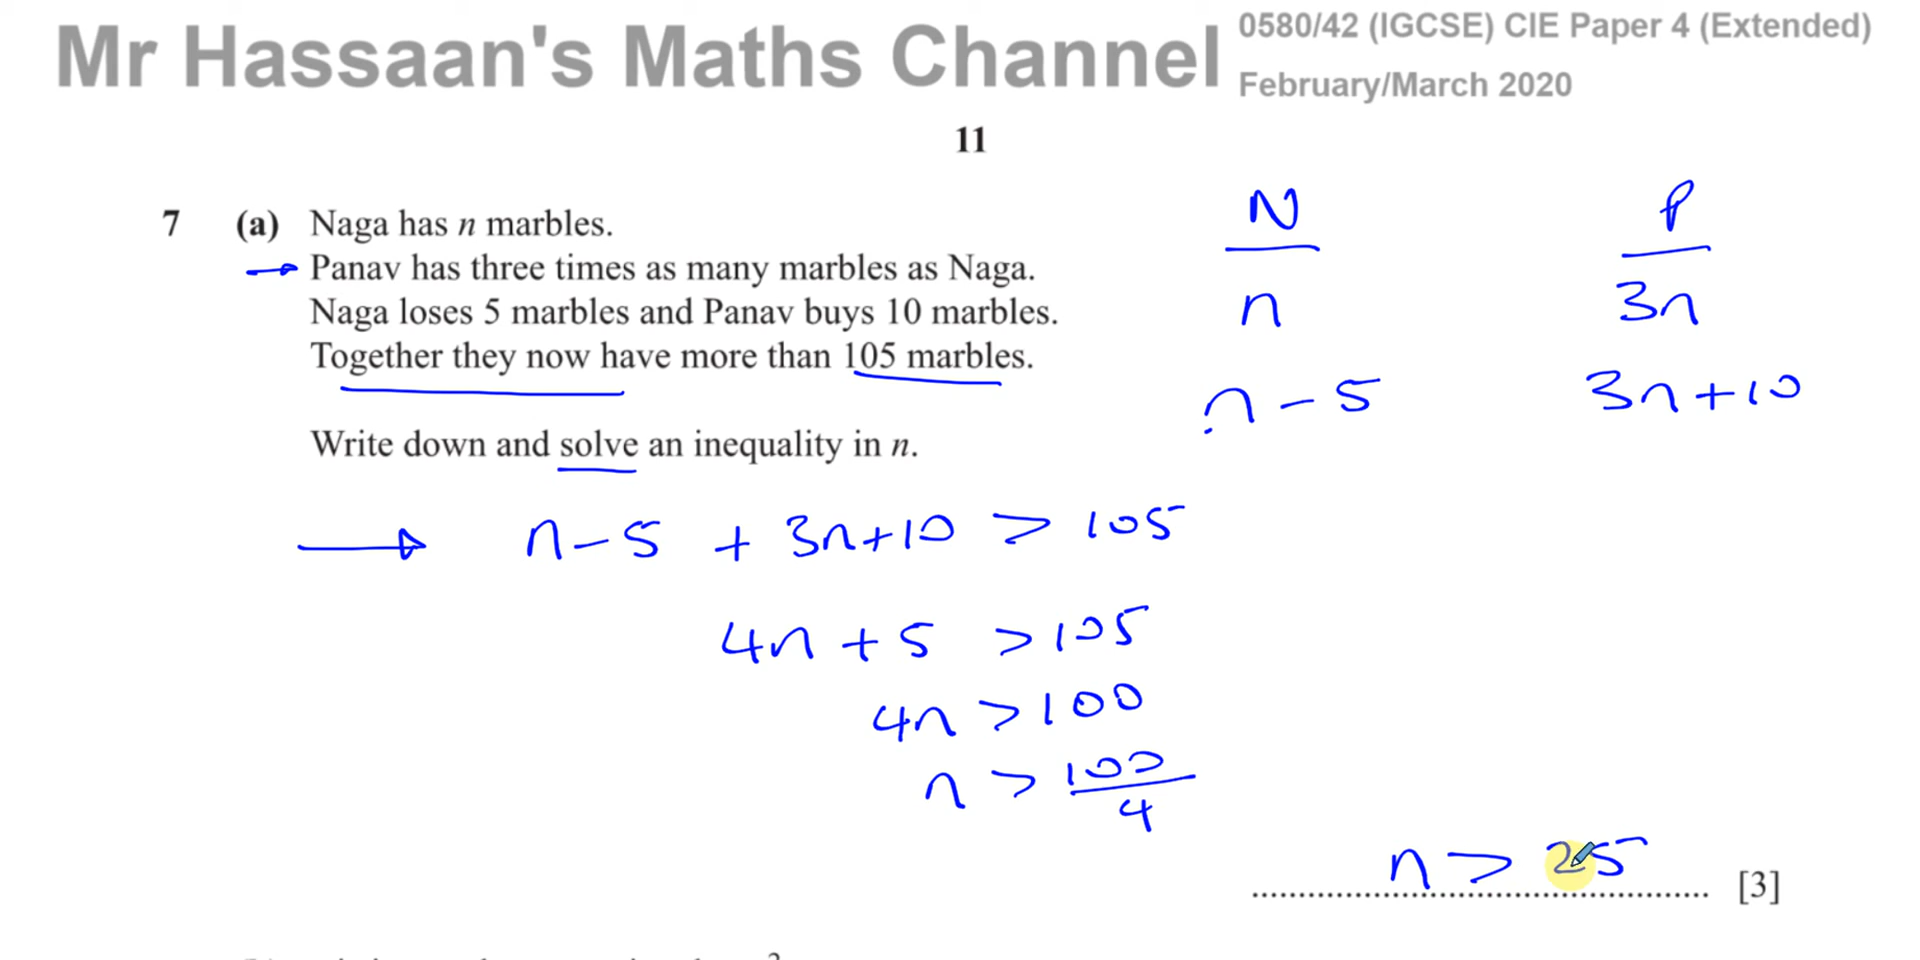 Mr Hassaan's Maths Channel
0580/42 (IGCSE) CIE Paper 4 (Extended)
February/March 2020
11
7 (a) Naga has n marbles.
Panav has three times as many marbles as Naga.
Naga loses 5 marbles and Panav buys 10 marbles.
Together they now have more than 105 marbles.
Write down and solve an inequality in n.
N P
n 3n
n - 5 3n + 10
n - 5 + 3n + 10 > 105
4n + 5 > 105
4n > 100
n > 100/4
n > 25
.................................................. [3]